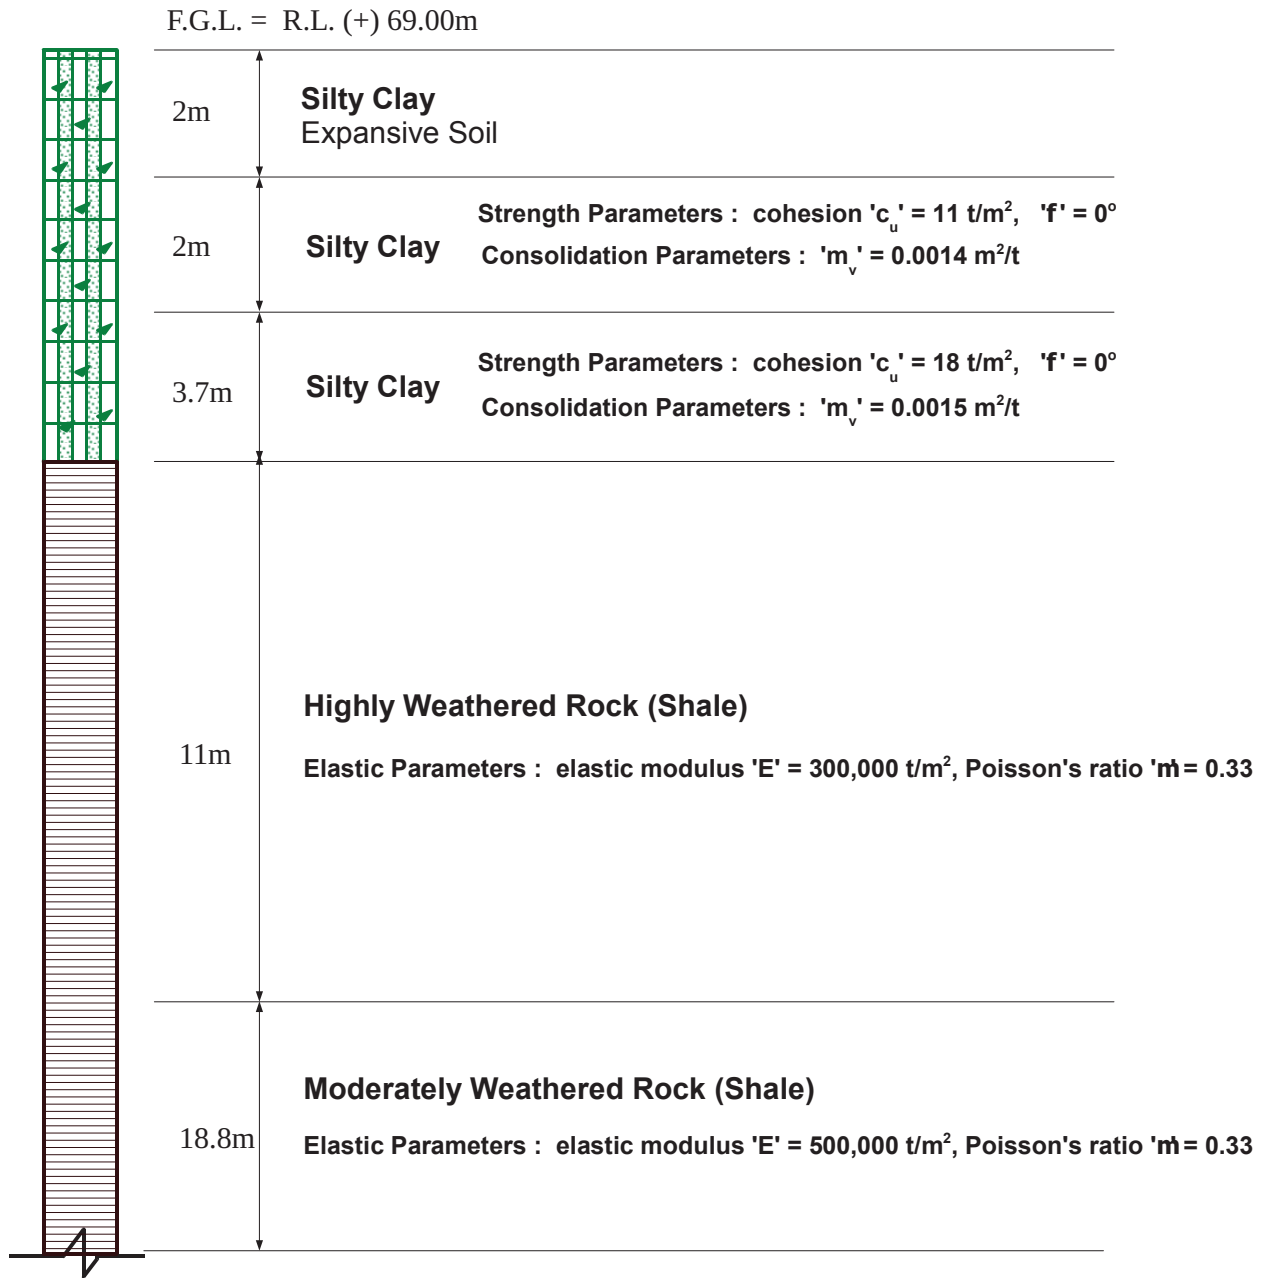 F.G.L. = R.L. (+) 69.00m
2m
Silty Clay
Expansive Soil
2m
Silty Clay
Strength Parameters : cohesion 'cu' = 11 t/m², 'f' = 0°
Consolidation Parameters : 'mv' = 0.0014 m²/t
3.7m
Silty Clay
Strength Parameters : cohesion 'cu' = 18 t/m², 'f' = 0°
Consolidation Parameters : 'mv' = 0.0015 m²/t
11m
Highly Weathered Rock (Shale)
Elastic Parameters : elastic modulus 'E' = 300,000 t/m², Poisson's ratio 'm' = 0.33
18.8m
Moderately Weathered Rock (Shale)
Elastic Parameters : elastic modulus 'E' = 500,000 t/m², Poisson's ratio 'm' = 0.33